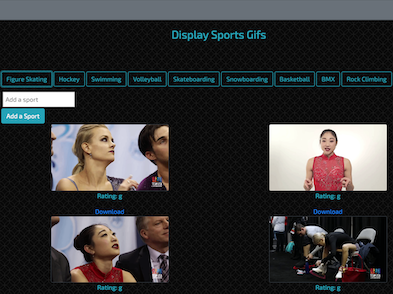 Display Sports Gifs
Figure Skating Hockey Swimming Volleyball Skateboarding Snowboarding Basketball BMX Rock Climbing
Add a sport
Add a Sport
Rating: g Rating: g
Download Download
Rating: g Rating: g